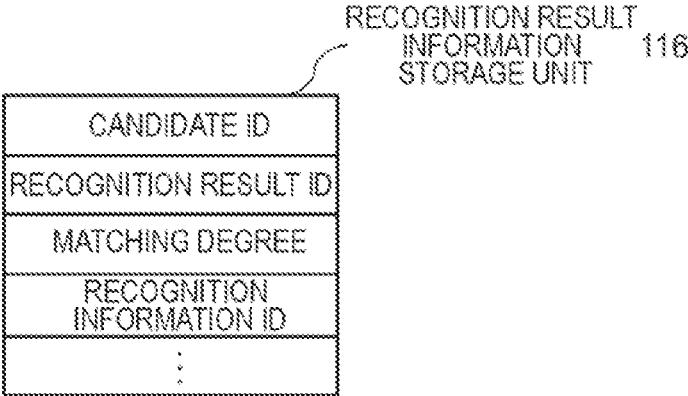 RECOGNITION RESULT
INFORMATION 116
STORAGE UNIT
CANDIDATE ID
RECOGNITION RESULT ID
MATCHING DEGREE
RECOGNITION
INFORMATION ID
⋮